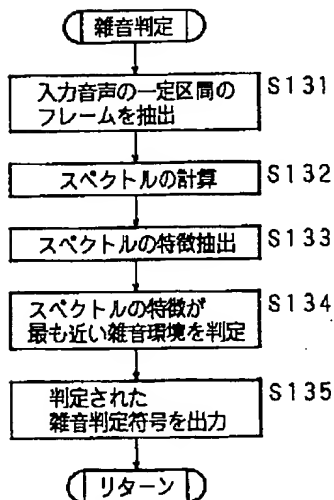 雑音判定
入力音声の一定区間の
フレームを抽出
S131
スペクトルの計算
S132
スペクトルの特徴抽出
S133
スペクトルの特徴が
最も近い雑音環境を判定
S134
判定された
雑音判定符号を出力
S135
リターン